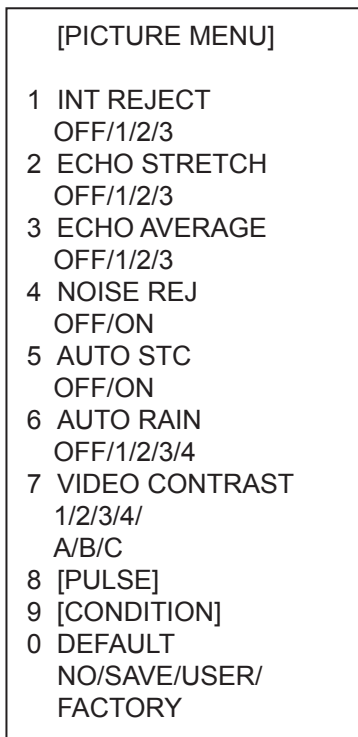 [PICTURE MENU]
1 INT REJECT
OFF/1/2/3
2 ECHO STRETCH
OFF/1/2/3
3 ECHO AVERAGE
OFF/1/2/3
4 NOISE REJ
OFF/ON
5 AUTO STC
OFF/ON
6 AUTO RAIN
OFF/1/2/3/4
7 VIDEO CONTRAST
1/2/3/4/
A/B/C
8 [PULSE]
9 [CONDITION]
0 DEFAULT
NO/SAVE/USER/
FACTORY